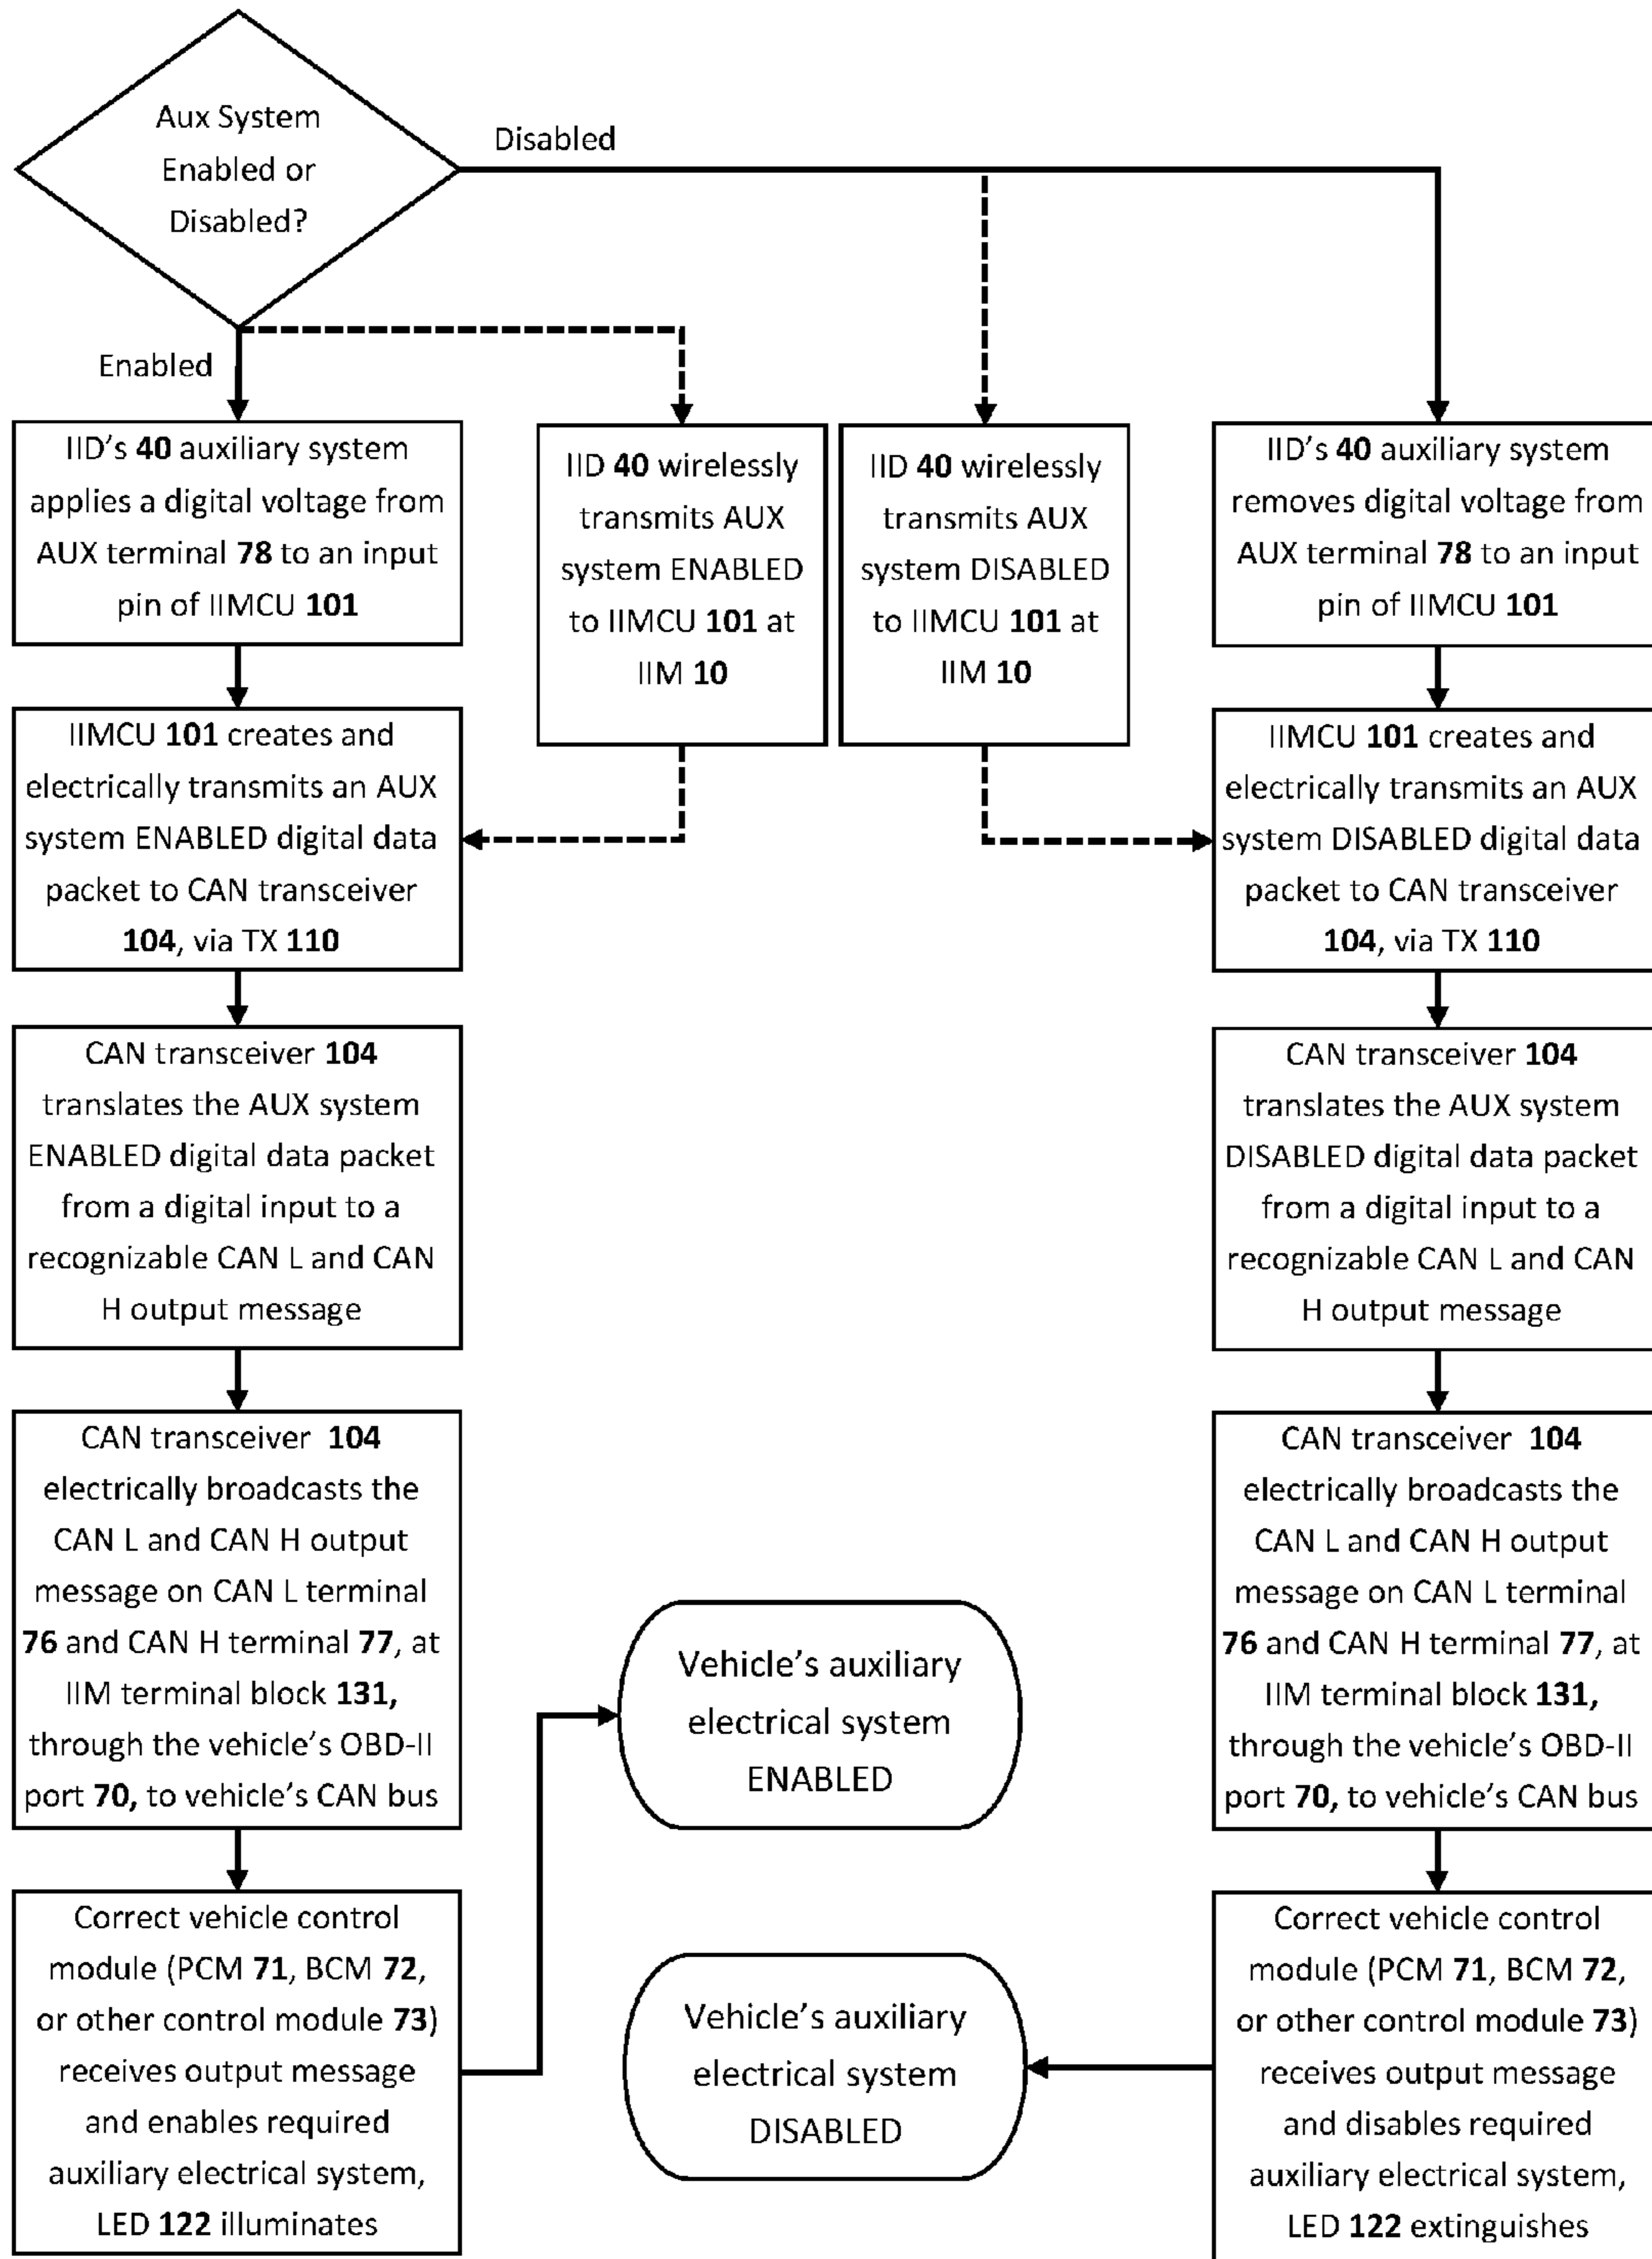 Aux System
Enabled or
Disabled?
Disabled
Enabled
IID's 40 auxiliary system
applies a digital voltage from
AUX terminal 78 to an input
pin of IIMCU 101
IID 40 wirelessly
transmits AUX
system ENABLED
to IIMCU 101 at
IIM 10
IID 40 wirelessly
transmits AUX
system DISABLED
to IIMCU 101 at
IIM 10
IID's 40 auxiliary system
removes digital voltage from
AUX terminal 78 to an input
pin of IIMCU 101
IIMCU 101 creates and
electrically transmits an AUX
system ENABLED digital data
packet to CAN transceiver
104, via TX 110
IIMCU 101 creates and
electrically transmits an AUX
system DISABLED digital data
packet to CAN transceiver
104, via TX 110
CAN transceiver 104
translates the AUX system
ENABLED digital data packet
from a digital input to a
recognizable CAN L and CAN
H output message
CAN transceiver 104
translates the AUX system
DISABLED digital data packet
from a digital input to a
recognizable CAN L and CAN
H output message
CAN transceiver 104
electrically broadcasts the
CAN L and CAN H output
message on CAN L terminal
76 and CAN H terminal 77, at
IIM terminal block 131,
through the vehicle's OBD-II
port 70, to vehicle's CAN bus
CAN transceiver 104
electrically broadcasts the
CAN L and CAN H output
message on CAN L terminal
76 and CAN H terminal 77, at
IIM terminal block 131,
through the vehicle's OBD-II
port 70, to vehicle's CAN bus
Vehicle's auxiliary
electrical system
ENABLED
Correct vehicle control
module (PCM 71, BCM 72,
or other control module 73)
receives output message
and enables required
auxiliary electrical system,
LED 122 illuminates
Vehicle's auxiliary
electrical system
DISABLED
Correct vehicle control
module (PCM 71, BCM 72,
or other control module 73)
receives output message
and disables required
auxiliary electrical system,
LED 122 extinguishes